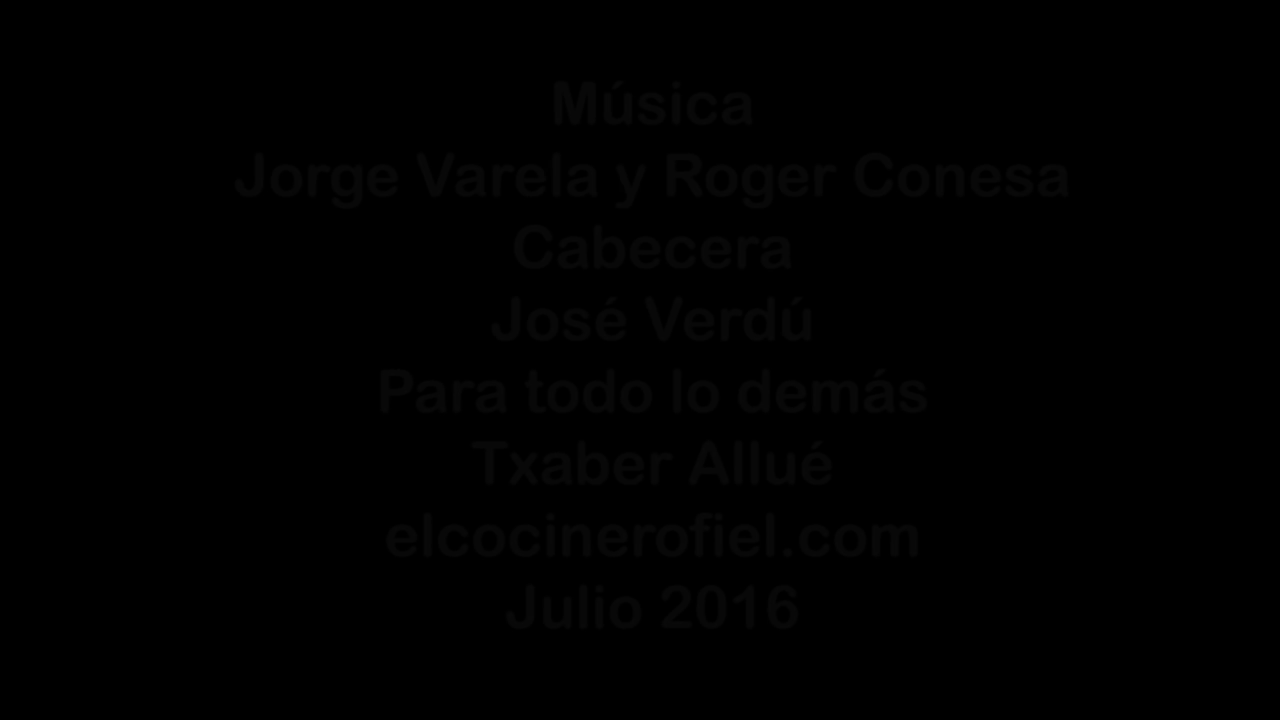 Música
Jorge Varela y Roger Conesa
Cabecera
José Verdú
Para todo lo demás
Txaber Allué
elcocinerofiel.com
Julio 2016